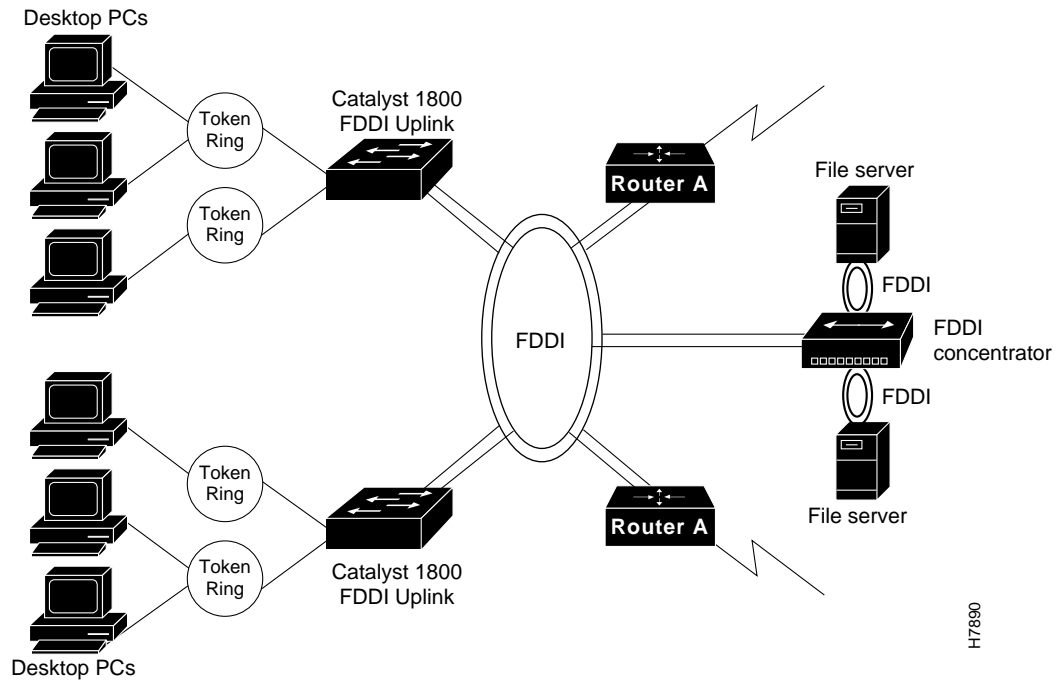 Desktop PCs
Token
Ring
Token
Ring
Catalyst 1800
FDDI Uplink
Router A
File server
FDDI
FDDI
concentrator
FDDI
File server
FDDI
Token
Ring
Token
Ring
Catalyst 1800
FDDI Uplink
Router A
Desktop PCs
H7890